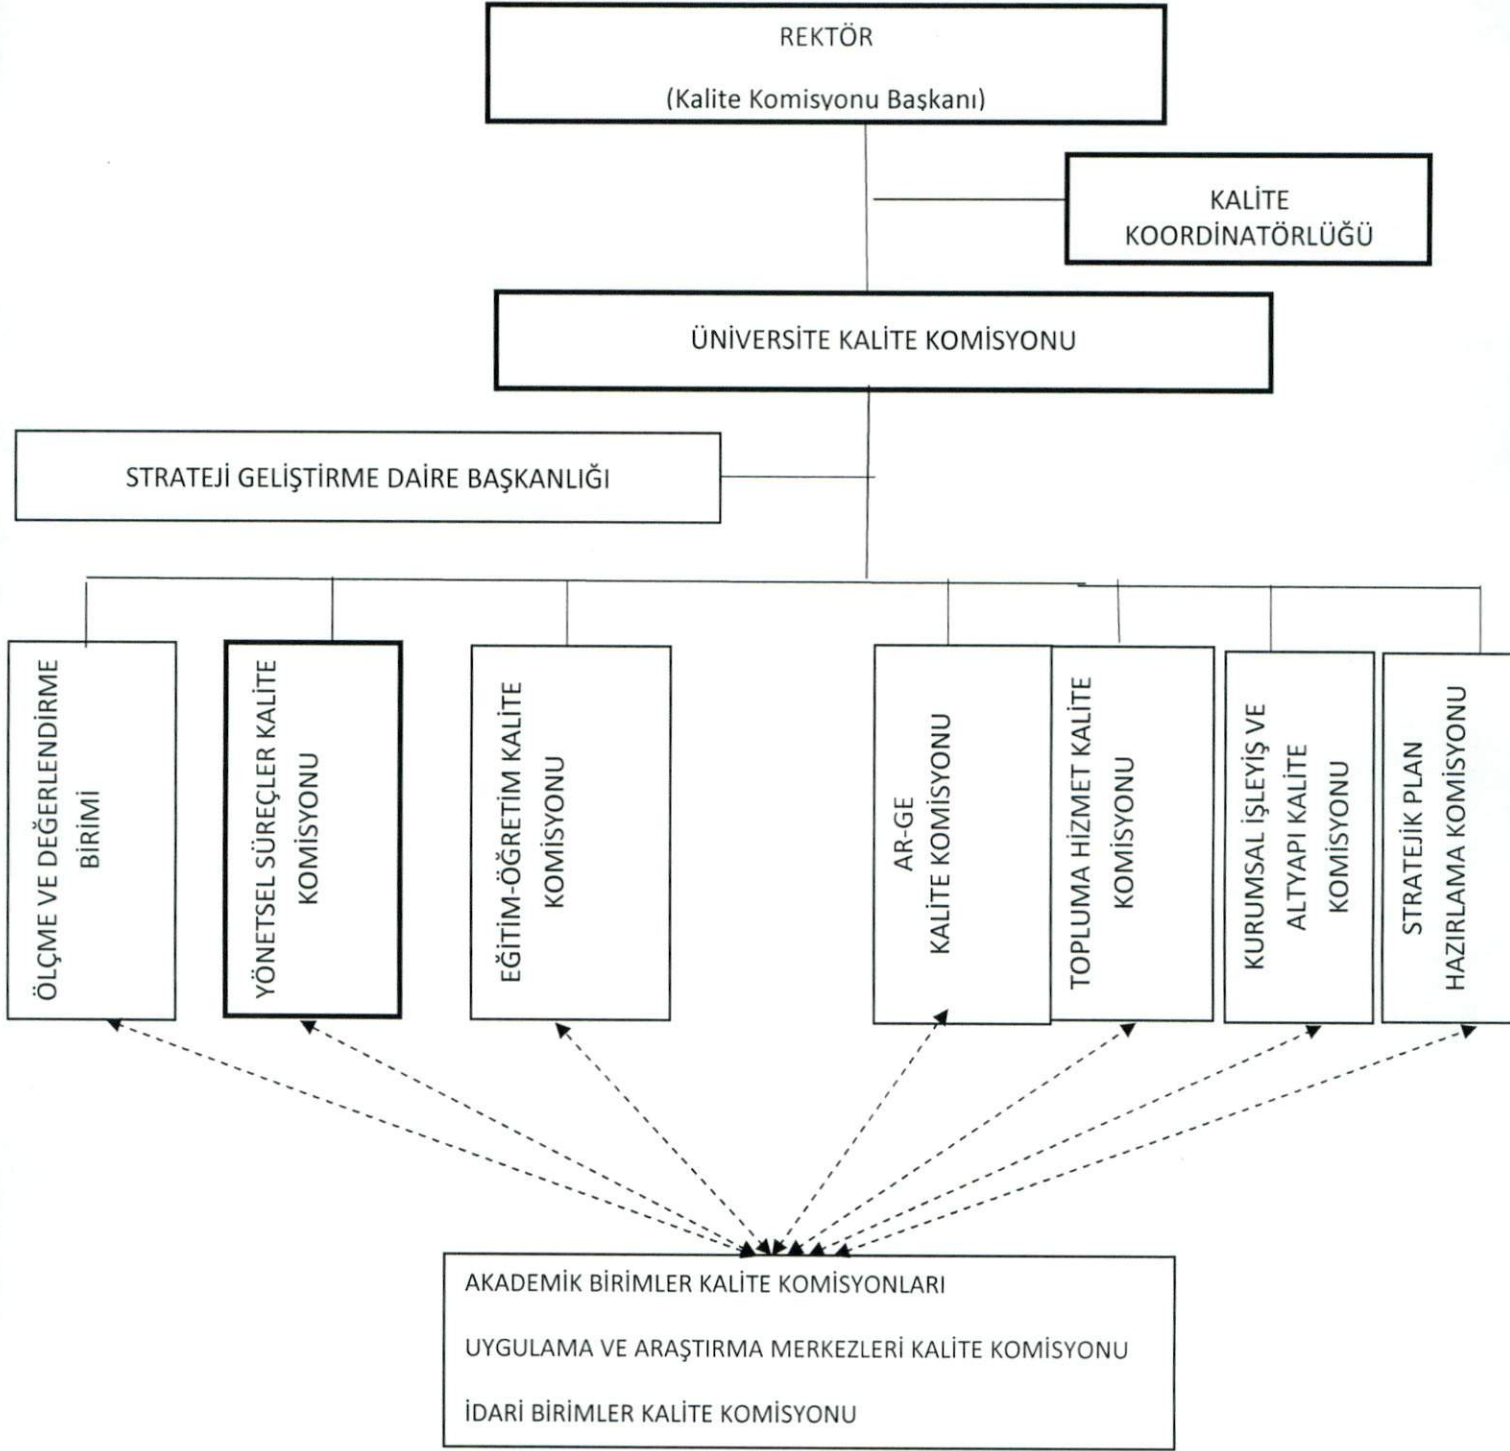 REKTÖR
(Kalite Komisyonu Başkanı)
KALİTE
KOORDİNATÖRLÜĞÜ
ÜNİVERSİTE KALİTE KOMİSYONU
STRATEJİ GELİŞTİRME DAİRE BAŞKANLIĞI
ÖLÇME VE DEĞERLENDİRME
BİRİMİ
YÖNETSEL SÜREÇLER KALİTE
KOMİSYONU
EĞİTİM-ÖĞRETİM KALİTE
KOMİSYONU
AR-GE
KALİTE KOMİSYONU
TOPLUMA HİZMET KALİTE
KOMİSYONU
KURUMSAL İŞLEYİŞ VE
ALTYAPI KALİTE
KOMİSYONU
STRATEJİK PLAN
HAZIRLAMA KOMİSYONU
AKADEMİK BİRİMLER KALİTE KOMİSYONLARI
UYGULAMA VE ARAŞTIRMA MERKEZLERİ KALİTE KOMİSYONU
İDARİ BİRİMLER KALİTE KOMİSYONU